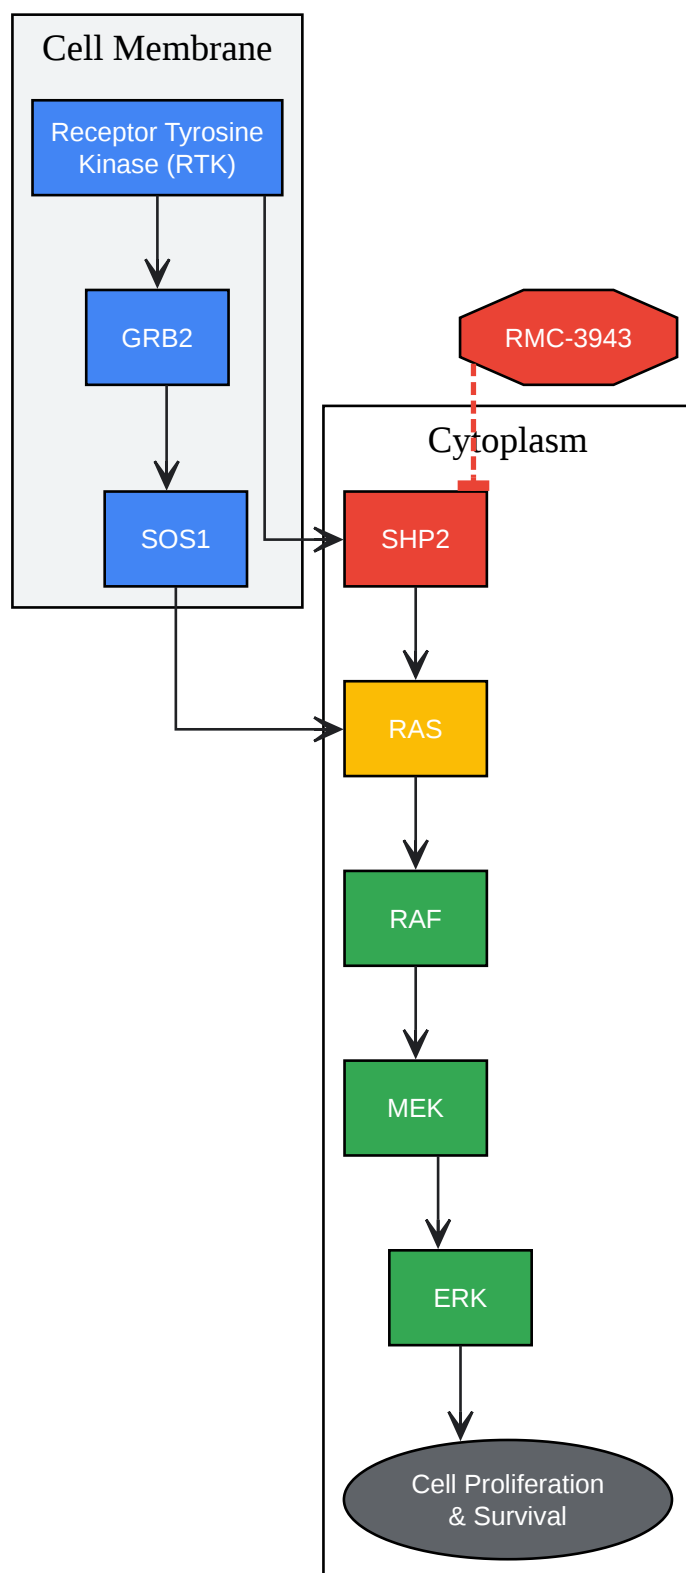 Cell Membrane
Receptor Tyrosine
Kinase (RTK)
GRB2
RMC-3943
Cytoplasm
SOS1
SHP2
RAS
RAF
MEK
ERK
Cell Proliferation
& Survival